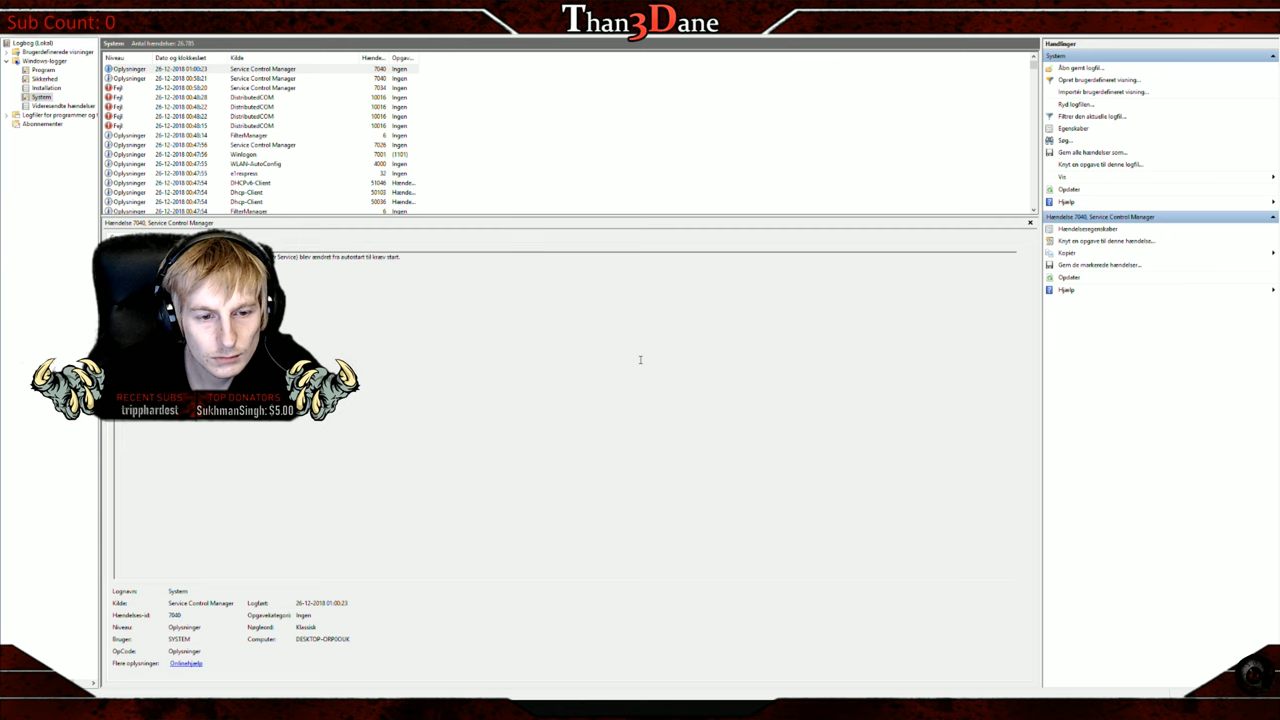 Sub Count: 0
Than3Dane
Logbog (Lokal)
Brugerdefinerede visninger
Windows-logger
Program
Sikkerhed
Installation
System
Videresendte hændelser
Logfiler for programmer og t
Abonnementer
System Antal hændelser: 26.785
Niveau Dato og klokkeslæt Kilde Hænde... Opgav...
Oplysninger 26-12-2018 01:00:23 Service Control Manager 7040 Ingen
Oplysninger 26-12-2018 00:58:21 Service Control Manager 7040 Ingen
Fejl 26-12-2018 00:58:20 Service Control Manager 7034 Ingen
Fejl 26-12-2018 00:48:28 DistributedCOM 10016 Ingen
Fejl 26-12-2018 00:48:22 DistributedCOM 10016 Ingen
Fejl 26-12-2018 00:48:22 DistributedCOM 10016 Ingen
Fejl 26-12-2018 00:48:15 DistributedCOM 10016 Ingen
Oplysninger 26-12-2018 00:48:14 FilterManager 6 Ingen
Oplysninger 26-12-2018 00:47:56 Service Control Manager 7026 Ingen
Oplysninger 26-12-2018 00:47:56 Winlogon 7001 (1101)
Oplysninger 26-12-2018 00:47:55 WLAN-AutoConfig 4000 Ingen
Oplysninger 26-12-2018 00:47:55 e1rexpress 32 Ingen
Oplysninger 26-12-2018 00:47:54 DHCPv6-Client 51046 Hænde...
Oplysninger 26-12-2018 00:47:54 Dhcp-Client 50103 Hænde...
Oplysninger 26-12-2018 00:47:54 Dhcp-Client 50036 Hænde...
Oplysninger 26-12-2018 00:47:54 FilterManager 6 Ingen
Hændelse 7040, Service Control Manager
Service) blev ændret fra autostart til kræv start.
RECENT SUBS TOP DONATORS
tripphardest SukhmanSingh: $5.00
Lognavn: System
Kilde: Service Control Manager Logført: 26-12-2018 01:00:23
Hændelses-id: 7040 Opgavekategori: Ingen
Niveau: Oplysninger Nøgleord: Klassisk
Bruger: SYSTEM Computer: DESKTOP-ORP0OUK
OpCode: Oplysninger
Flere oplysninger: Onlinehjælp
Handlinger
System
Åbn gemt logfil...
Opret brugerdefineret visning...
Importér brugerdefineret visning...
Ryd logfilen...
Filtrer den aktuelle logfil...
Egenskaber
Søg...
Gem alle hændelser som...
Knyt en opgave til denne logfil...
Vis
Opdater
Hjælp
Hændelse 7040, Service Control Manager
Hændelsesegenskaber
Knyt en opgave til denne hændelse...
Kopiér
Gem de markerede hændelser...
Opdater
Hjælp